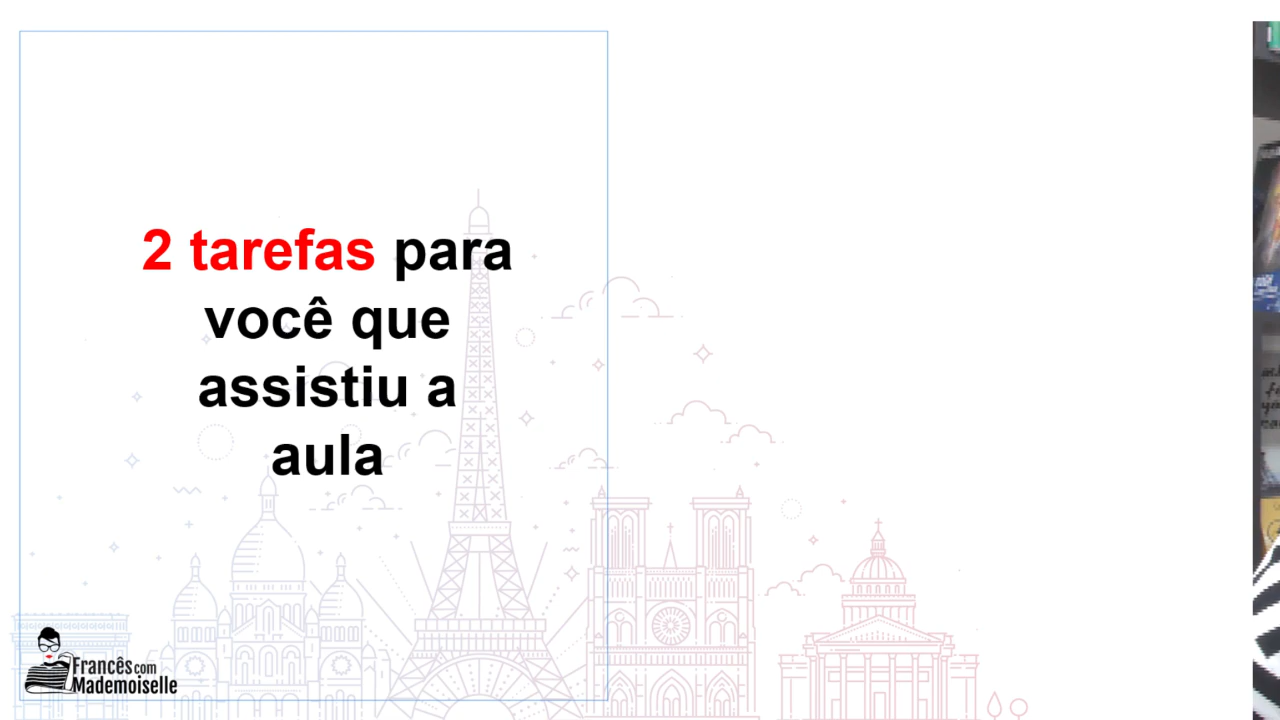 2 tarefas para
você que
assistiu a
aula
Francês com
Mademoiselle